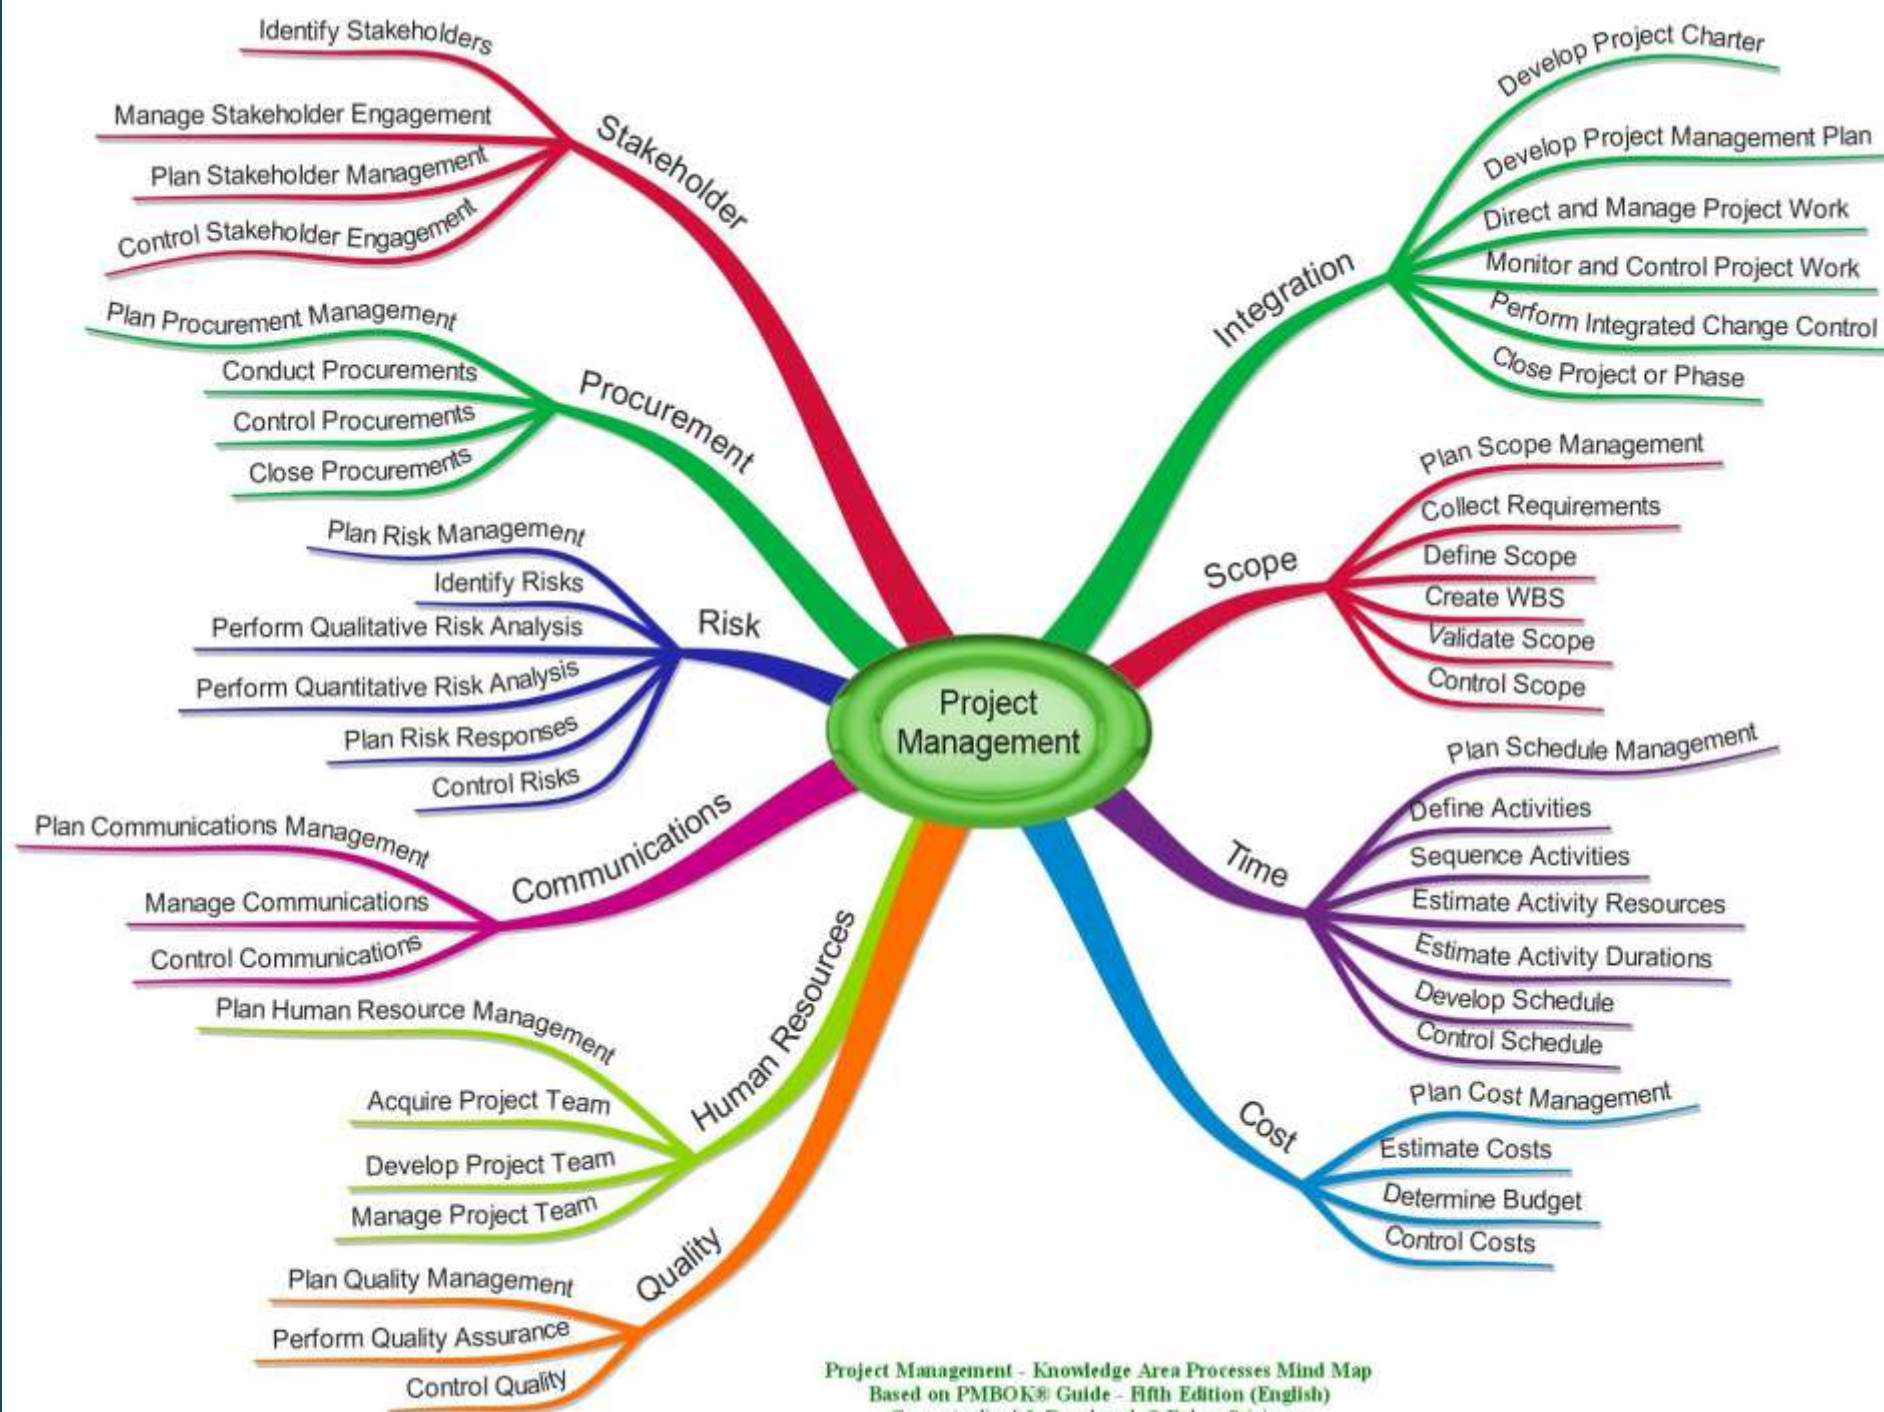 Identify Stakeholders
Manage Stakeholder Engagement
Plan Stakeholder Management
Control Stakeholder Engagement
Stakeholder
Plan Procurement Management
Conduct Procurements
Control Procurements
Close Procurements
Procurement
Plan Risk Management
Identify Risks
Perform Qualitative Risk Analysis
Perform Quantitative Risk Analysis
Plan Risk Responses
Control Risks
Risk
Plan Communications Management
Manage Communications
Control Communications
Communications
Plan Human Resource Management
Acquire Project Team
Develop Project Team
Manage Project Team
Human Resources
Plan Quality Management
Perform Quality Assurance
Control Quality
Quality
Project
Management
Integration
Develop Project Charter
Develop Project Management Plan
Direct and Manage Project Work
Monitor and Control Project Work
Perform Integrated Change Control
Close Project or Phase
Scope
Plan Scope Management
Collect Requirements
Define Scope
Create WBS
Validate Scope
Control Scope
Time
Plan Schedule Management
Define Activities
Sequence Activities
Estimate Activity Resources
Estimate Activity Durations
Develop Schedule
Control Schedule
Cost
Plan Cost Management
Estimate Costs
Determine Budget
Control Costs
Project Management - Knowledge Area Processes Mind Map
Based on PMBOK® Guide - Fifth Edition (English)